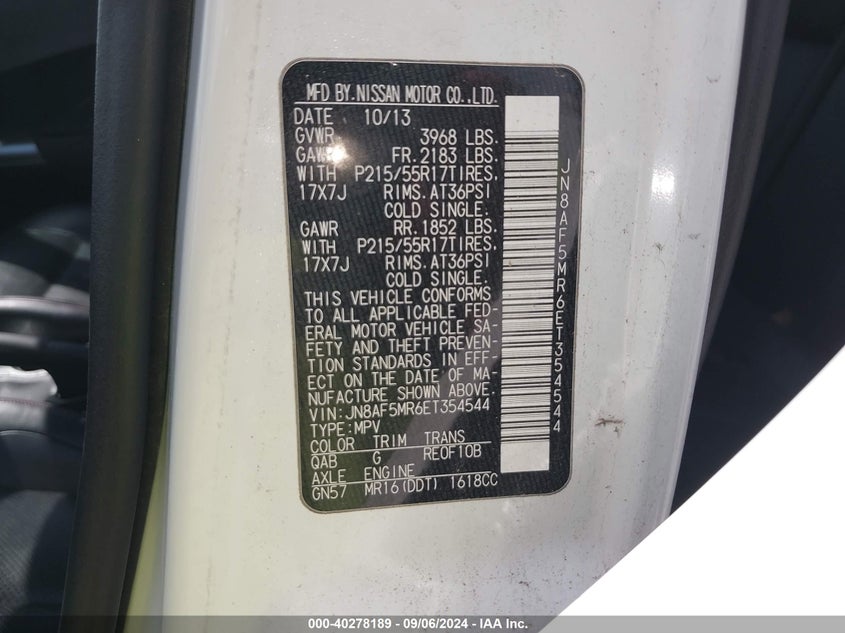 MFD BY.NISSAN MOTOR CO.,LTD.
DATE 10/13
GVWR 3968 LBS.
GAWR FR.2183 LBS.
WITH P215/55R17TIRES.
17X7J RIMS.AT36PSI
COLD SINGLE.
GAWR RR.1852 LBS.
WITH P215/55R17TIRES.
17X7J RIMS.AT36PSI
COLD SINGLE.
THIS VEHICLE CONFORMS
TO ALL APPLICABLE FED-
ERAL MOTOR VEHICLE SA-
FETY AND THEFT PREVEN-
TION STANDARDS IN EFF-
ECT ON THE DATE OF MA-
NUFACTURE SHOWN ABOVE.
VIN:JN8AF5MR6ET354544
TYPE:MPV
COLOR TRIM TRANS
QAB G RE0F10B
AXLE ENGINE
GN57 MR16(DDT) 1618CC
JN8AF5MR6ET354544
000-40278189 - 09/06/2024 - IAA Inc.